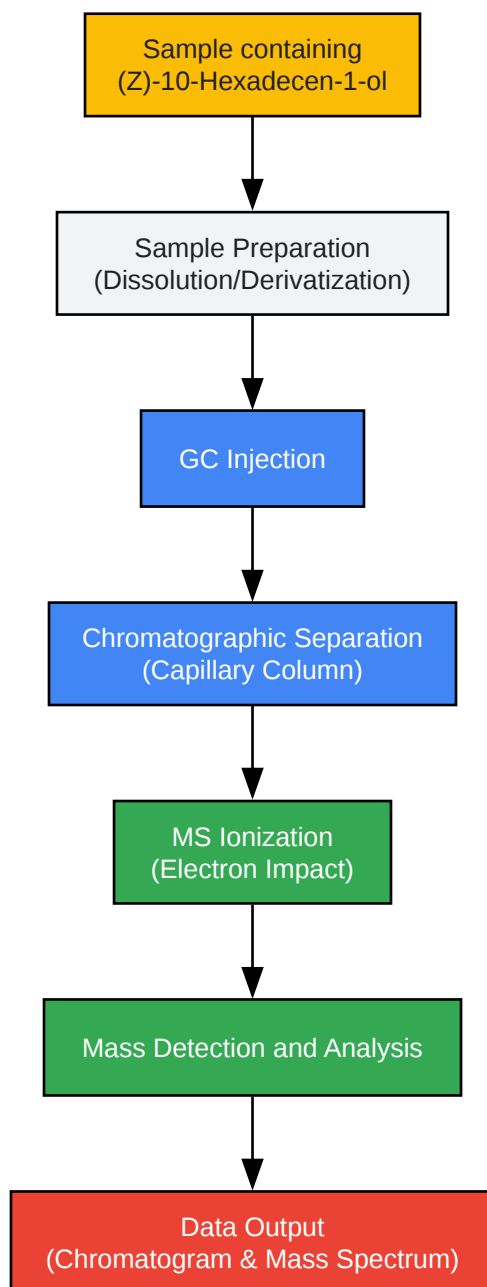 Sample containing
(Z)-10-Hexadecen-1-ol
Sample Preparation
(Dissolution/Derivatization)
GC Injection
Chromatographic Separation
(Capillary Column)
MS Ionization
(Electron Impact)
Mass Detection and Analysis
Data Output
(Chromatogram & Mass Spectrum)